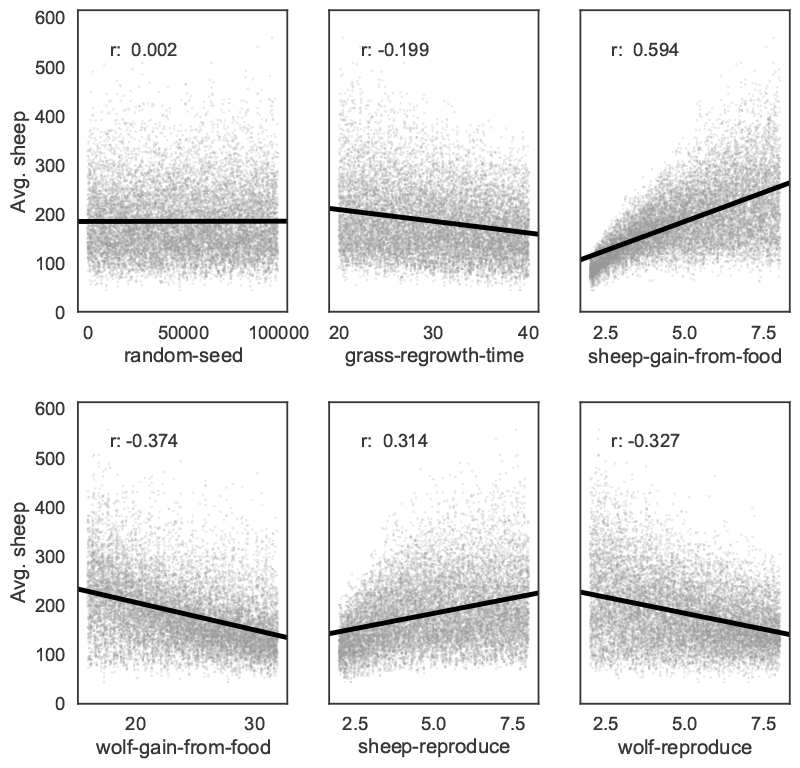 600
500
400
300
200
100
0
Avg. sheep
r: 0.002
0 50000 100000
random-seed
r: -0.199
20 30 40
grass-regrowth-time
r: 0.594
2.5 5.0 7.5
sheep-gain-from-food
600
500
400
300
200
100
0
Avg. sheep
r: -0.374
20 30
wolf-gain-from-food
r: 0.314
2.5 5.0 7.5
sheep-reproduce
r: -0.327
2.5 5.0 7.5
wolf-reproduce